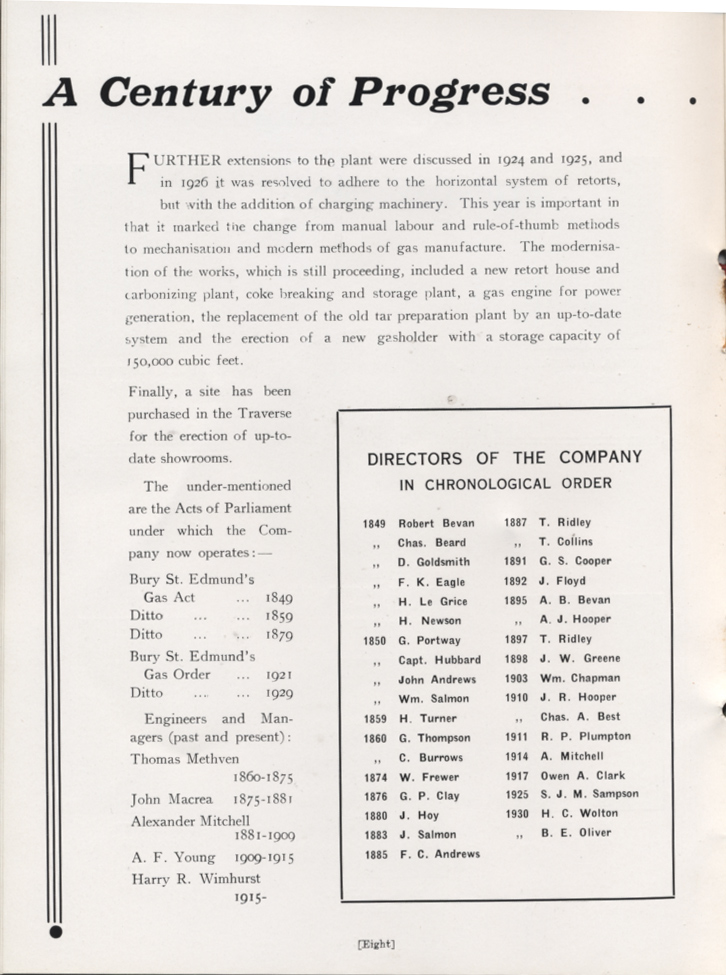 A Century of Progress . . .
FURTHER extensions to the plant were discussed in 1924 and 1925, and
in 1926 it was resolved to adhere to the horizontal system of retorts,
but with the addition of charging machinery. This year is important in
that it marked the change from manual labour and rule-of-thumb methods
to mechanisation and modern methods of gas manufacture. The modernisa-
tion of the works, which is still proceeding, included a new retort house and
carbonizing plant, coke breaking and storage plant, a gas engine for power
generation, the replacement of the old tar preparation plant by an up-to-date
system and the erection of a new gasholder with a storage capacity of
150,000 cubic feet.
Finally, a site has been
purchased in the Traverse
for the erection of up-to-
date showrooms.
The under-mentioned
are the Acts of Parliament
under which the Com-
pany now operates:—
Bury St. Edmund's
Gas Act ... 1849
Ditto ... ... 1859
Ditto ... ... 1879
Bury St. Edmund's
Gas Order ... 1921
Ditto .... ... 1929
Engineers and Man-
agers (past and present):
Thomas Methven
1860-1875
John Macrea 1875-1881
Alexander Mitchell
1881-1909
A. F. Young 1909-1915
Harry R. Wimhurst
1915-
DIRECTORS OF THE COMPANY
IN CHRONOLOGICAL ORDER
1849 Robert Bevan
,, Chas. Beard
,, D. Goldsmith
,, F. K. Eagle
,, H. Le Grice
,, H. Newson
1850 G. Portway
,, Capt. Hubbard
,, John Andrews
,, Wm. Salmon
1859 H. Turner
1860 G. Thompson
,, C. Burrows
1874 W. Frewer
1876 G. P. Clay
1880 J. Hoy
1883 J. Salmon
1885 F. C. Andrews
1887 T. Ridley
,, T. Collins
1891 G. S. Cooper
1892 J. Floyd
1895 A. B. Bevan
,, A. J. Hooper
1897 T. Ridley
1898 J. W. Greene
1903 Wm. Chapman
1910 J. R. Hooper
,, Chas. A. Best
1911 R. P. Plumpton
1914 A. Mitchell
1917 Owen A. Clark
1925 S. J. M. Sampson
1930 H. C. Wolton
,, B. E. Oliver
[Eight]